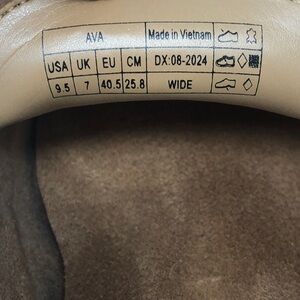 AVA Made in Vietnam
USA UK EU CM DX:08-2024
9.5 7 40.5 25.8 WIDE